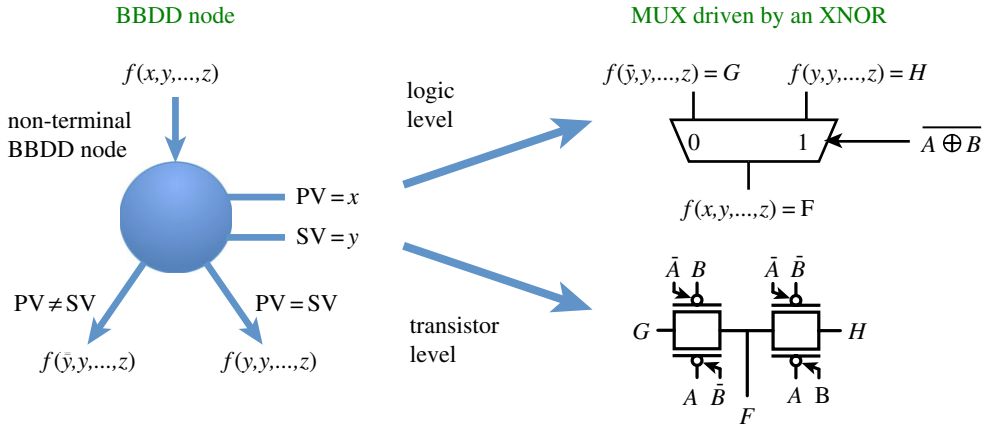 BBDD node
f(x,y,...,z)
non-terminal
BBDD node
PV = x
SV = y
PV ≠ SV
PV = SV
f(ȳ,y,...,z)
f(y,y,...,z)
logic
level
transistor
level
MUX driven by an XNOR
f(ȳ,y,...,z) = G
f(y,y,...,z) = H
0
1
A̅ ̅⊕̅ ̅B̅
f(x,y,...,z) = F
Ā B
Ā B̄
G
H
A B̄
A B
F